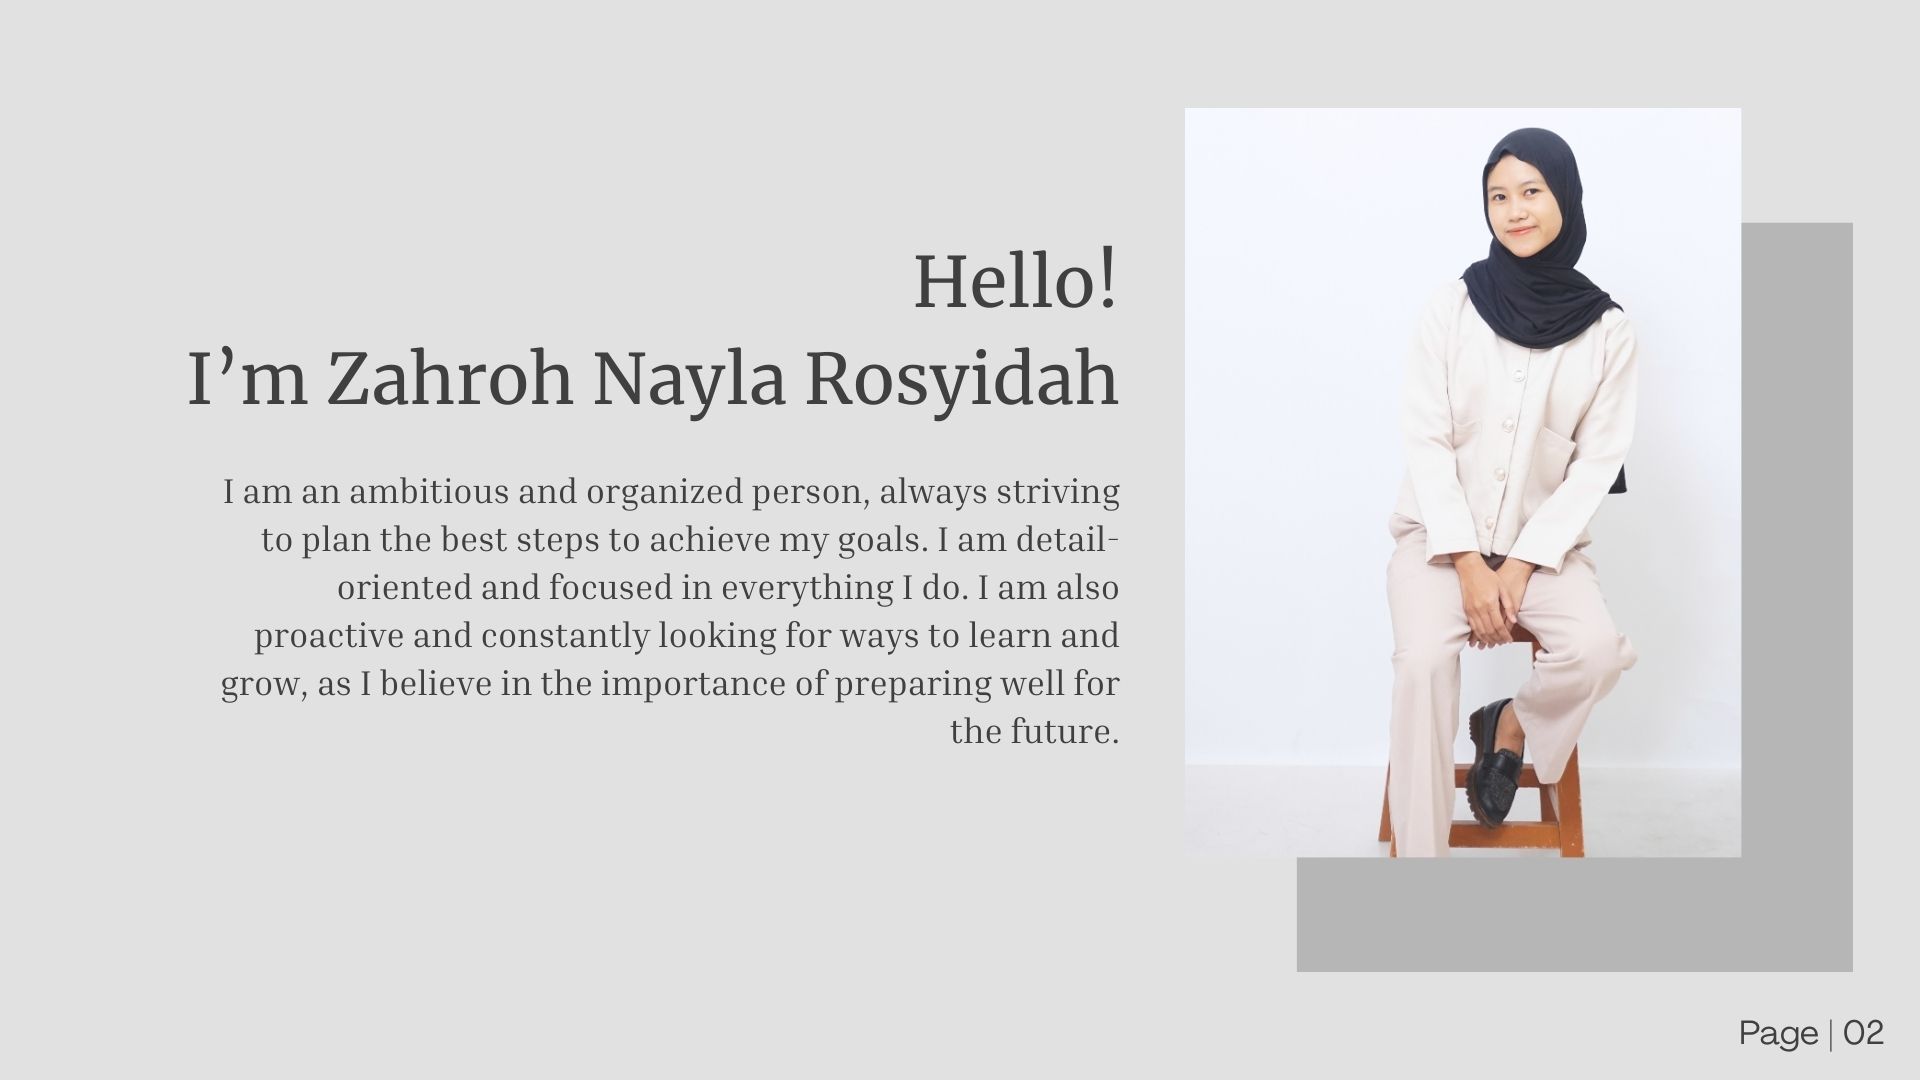 Hello!
I’m Zahroh Nayla Rosyidah
I am an ambitious and organized person, always striving
to plan the best steps to achieve my goals. I am detail-
oriented and focused in everything I do. I am also
proactive and constantly looking for ways to learn and
grow, as I believe in the importance of preparing well for
the future.
Page | 02